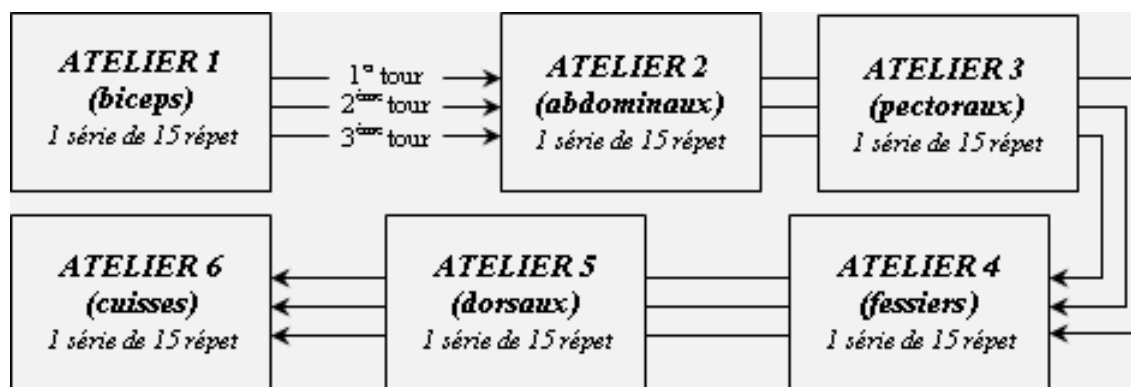 ATELIER 1
(biceps)
1 série de 15 répet
1er tour
2ème tour
3ème tour
ATELIER 2
(abdominaux)
1 série de 15 répet
ATELIER 3
(pectoraux)
1 série de 15 répet
ATELIER 6
(cuisses)
1 série de 15 répet
ATELIER 5
(dorsaux)
1 série de 15 répet
ATELIER 4
(fessiers)
1 série de 15 répet